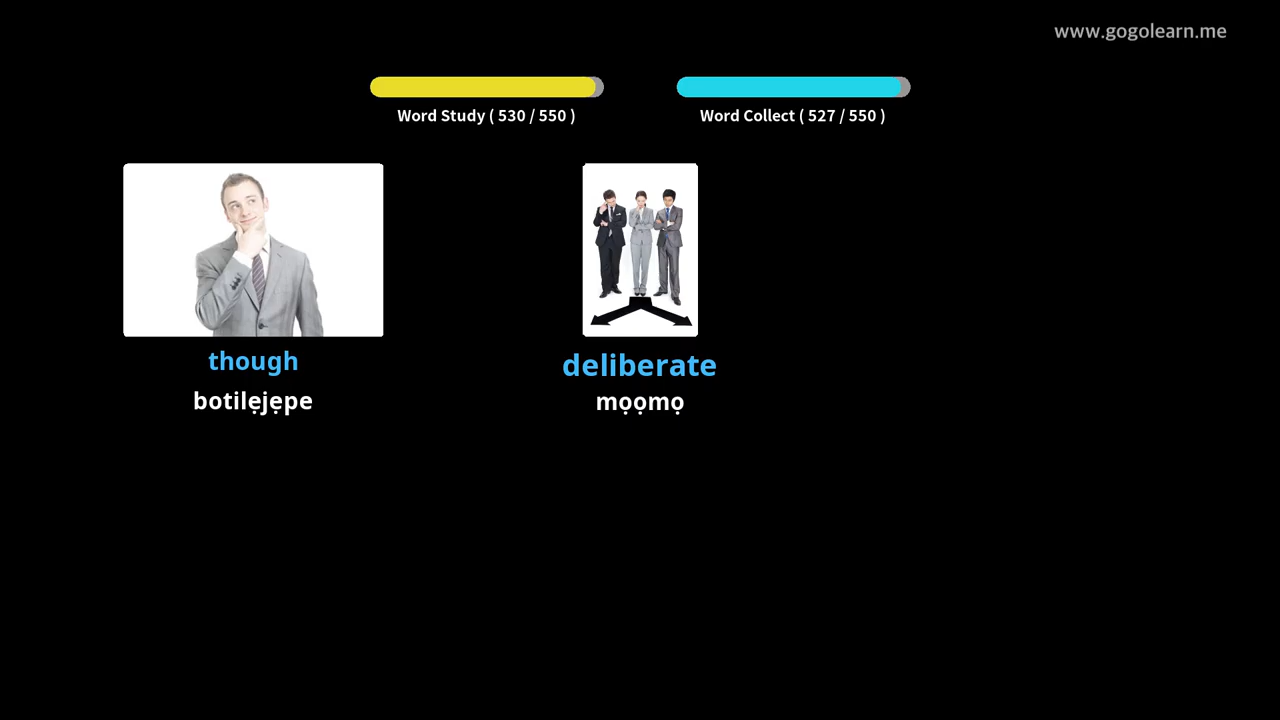 www.gogolearn.me
Word Study ( 530 / 550 )
Word Collect ( 527 / 550 )
though
deliberate
botilẹjẹpe
mọọmọ